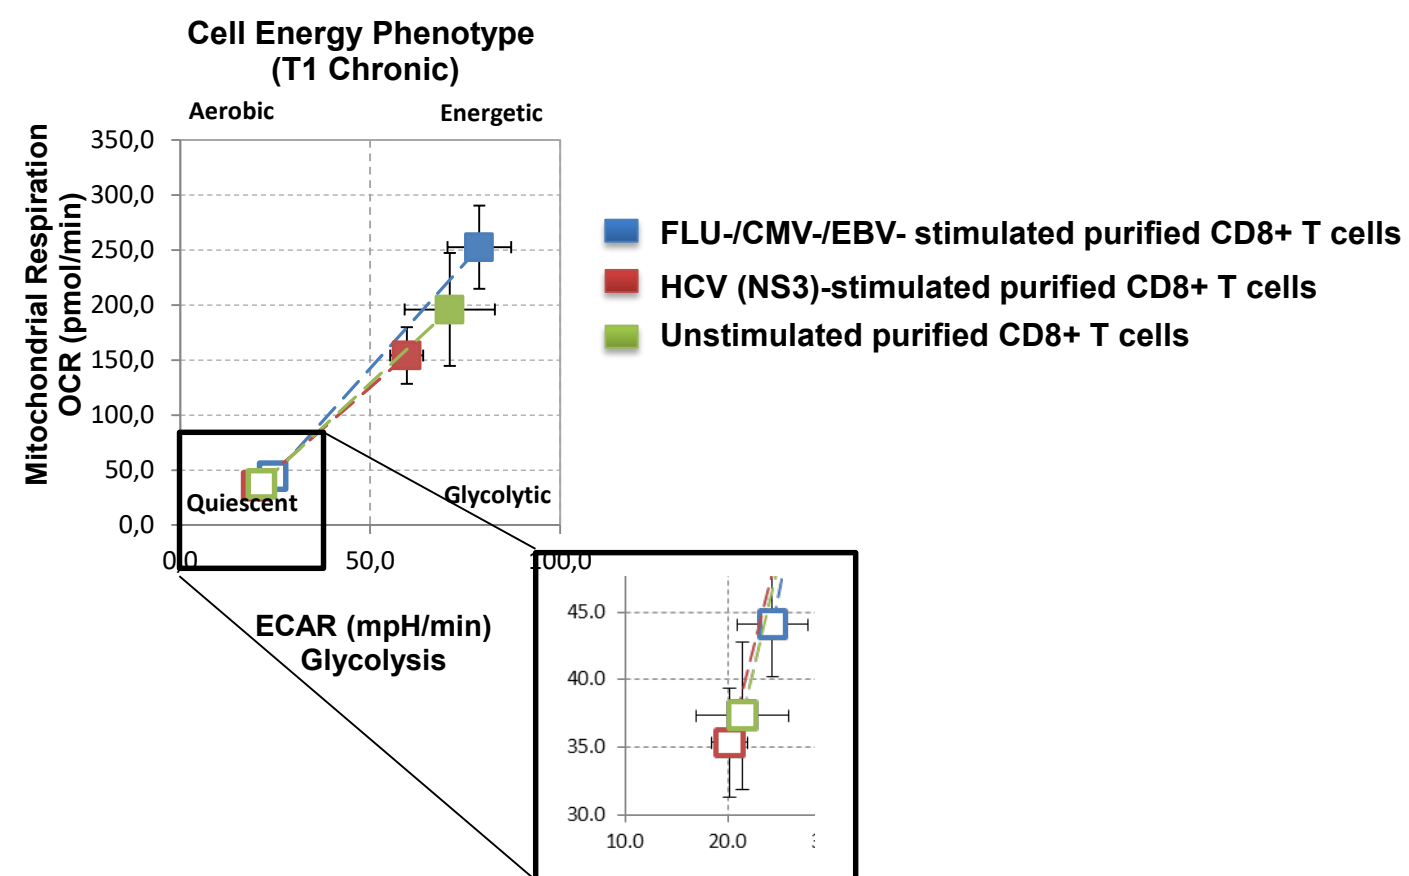 Cell Energy Phenotype
(T1 Chronic)
Aerobic
Energetic
Mitochondrial Respiration
OCR (pmol/min)
350,0
300,0
250,0
200,0
150,0
100,0
50,0
0,0
Quiescent
Glycolytic
0,0
50,0
100,0
ECAR (mpH/min)
Glycolysis
FLU-/CMV-/EBV- stimulated purified CD8+ T cells
HCV (NS3)-stimulated purified CD8+ T cells
Unstimulated purified CD8+ T cells
45.0
40.0
35.0
30.0
10.0
20.0